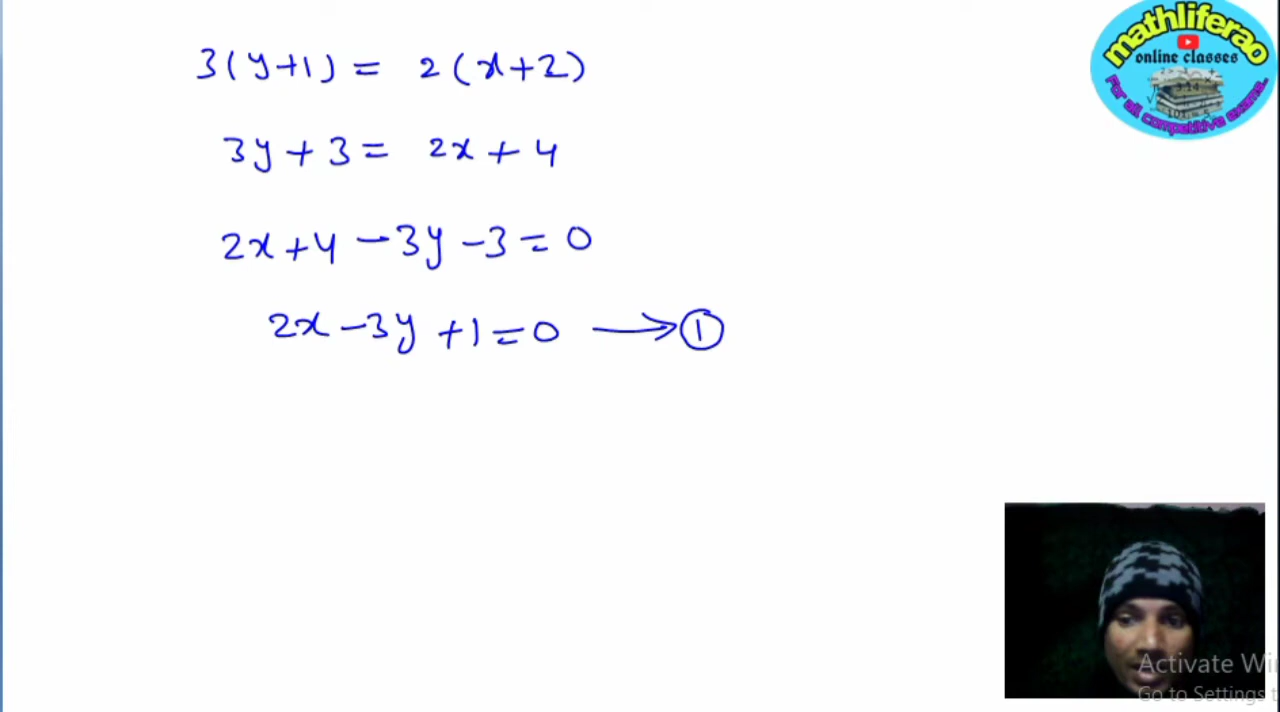 3(y+1) = 2(x+2)
3y + 3 = 2x + 4
2x + 4 - 3y - 3 = 0
2x - 3y + 1 = 0 → ①
mathliferao
online classes
For all competitive exams.
Activate Wi
Go to Settings t